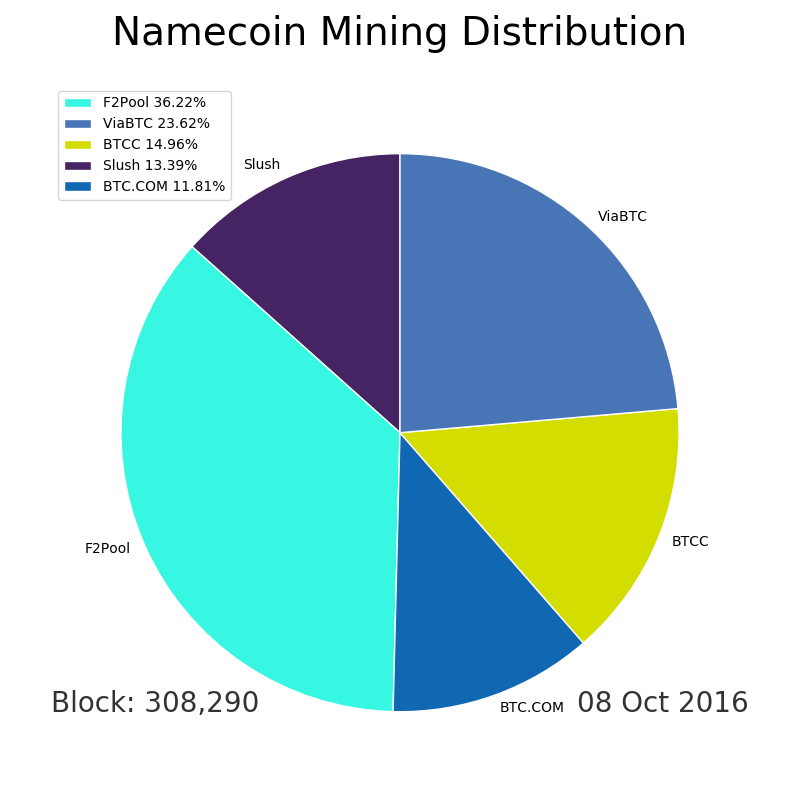 Namecoin Mining Distribution
F2Pool 36.22%
ViaBTC 23.62%
BTCC 14.96%
Slush 13.39%
BTC.COM 11.81%
Slush
ViaBTC
F2Pool
BTCC
BTC.COM
Block: 308,290
08 Oct 2016